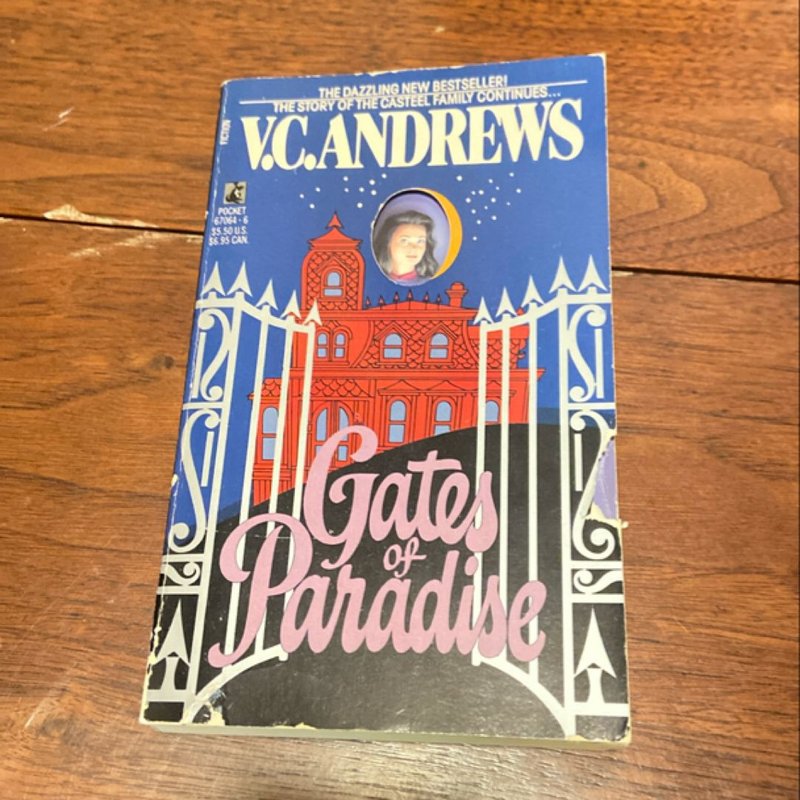 THE DAZZLING NEW BESTSELLER!
THE STORY OF THE CASTEEL FAMILY CONTINUES...
V.C. ANDREWS
FICTION
POCKET
67064-6
$5.50 U.S.
$6.95 CAN.
Gates
of
Paradise